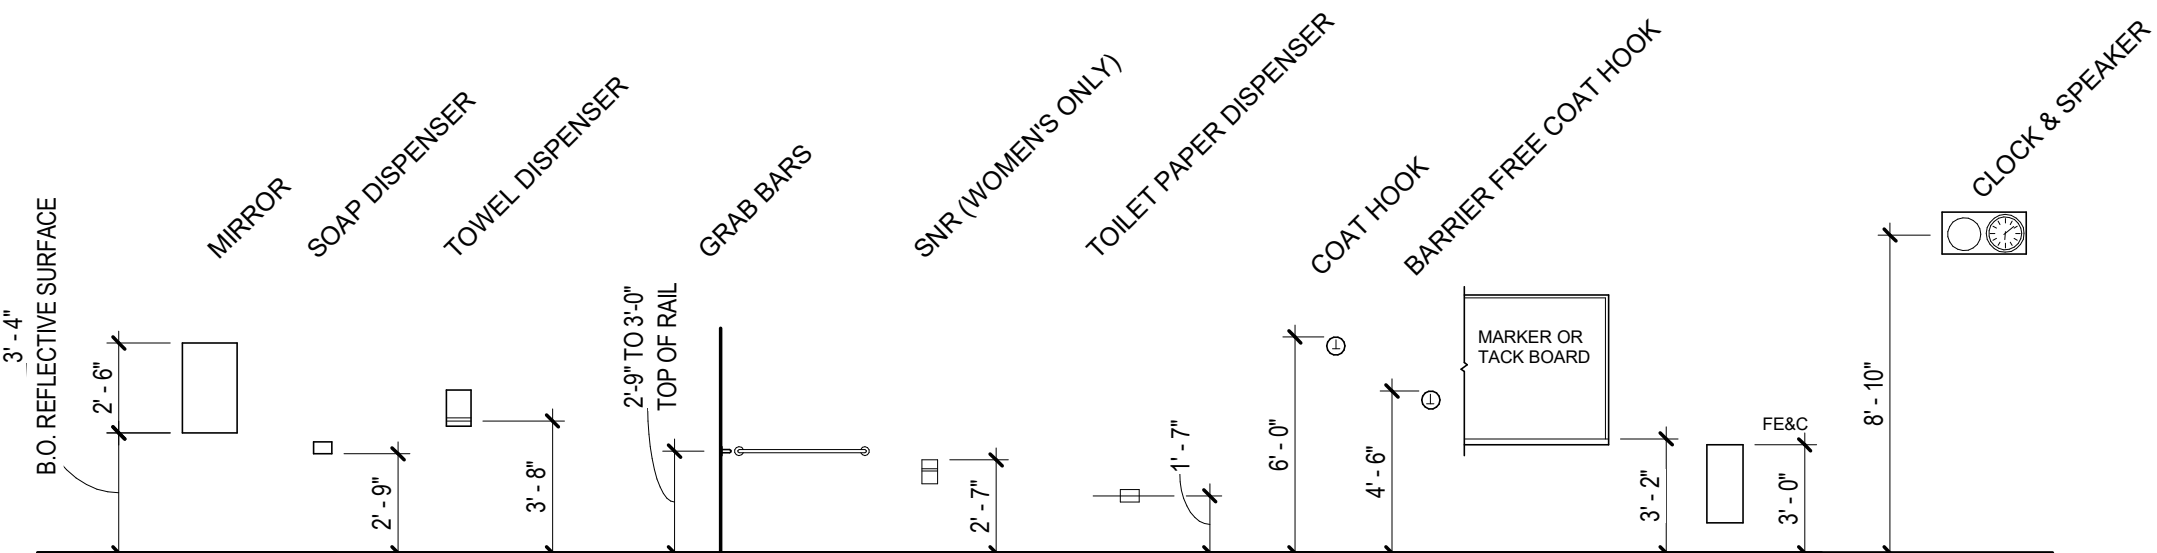 3' - 4"
B.O. REFLECTIVE SURFACE
2' - 6"
MIRROR
SOAP DISPENSER
2' - 9"
TOWEL DISPENSER
3' - 8"
2'-9" TO 3'-0"
TOP OF RAIL
GRAB BARS
SNR (WOMEN'S ONLY)
2' - 7"
TOILET PAPER DISPENSER
1' - 7"
COAT HOOK
6' - 0"
BARRIER FREE COAT HOOK
4' - 6"
MARKER OR
TACK BOARD
3' - 2"
FE&C
3' - 0"
CLOCK & SPEAKER
8' - 10"